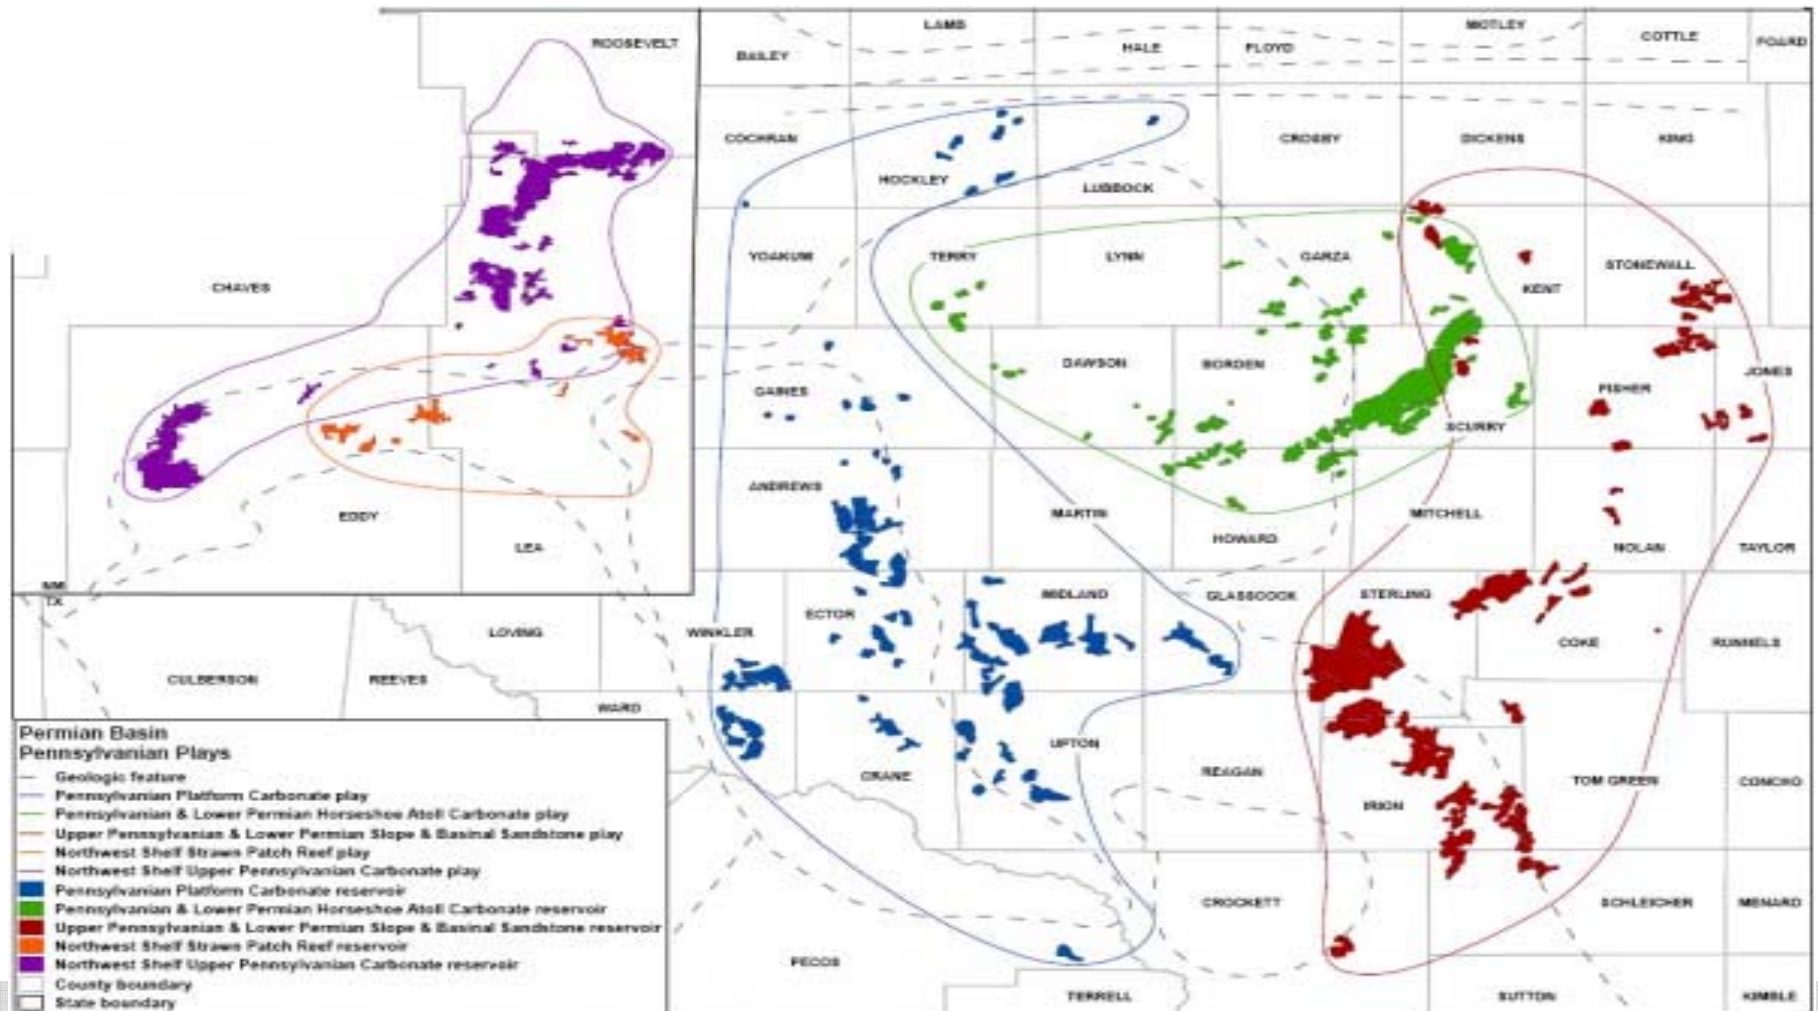 ROOSEVELT
CHAVES
EDDY
LEA
NM
TX
BAILEY
LAMB
HALE
FLOYD
MOTLEY
COTTLE
FOARD
COCHRAN
HOCKLEY
LUBBOCK
CROSBY
DICKENS
KING
YOAKUM
TERRY
LYNN
GARZA
KENT
STONEWALL
GAINES
DAWSON
BORDEN
SCURRY
FISHER
JONES
ANDREWS
MARTIN
HOWARD
MITCHELL
NOLAN
TAYLOR
LOVING
WINKLER
ECTOR
MIDLAND
GLASSCOCK
STERLING
COKE
RUNNELS
CULBERSON
REEVES
WARD
CRANE
UPTON
REAGAN
IRION
TOM GREEN
CONCHO
PECOS
CROCKETT
SCHLEICHER
MENARD
TERRELL
SUTTON
KIMBLE
Permian Basin
Pennsylvanian Plays
Geologic feature
Pennsylvanian Platform Carbonate play
Pennsylvanian & Lower Permian Horseshoe Atoll Carbonate play
Upper Pennsylvanian & Lower Permian Slope & Basinal Sandstone play
Northwest Shelf Strawn Patch Reef play
Northwest Shelf Upper Pennsylvanian Carbonate play
Pennsylvanian Platform Carbonate reservoir
Pennsylvanian & Lower Permian Horseshoe Atoll Carbonate reservoir
Upper Pennsylvanian & Lower Permian Slope & Basinal Sandstone reservoir
Northwest Shelf Strawn Patch Reef reservoir
Northwest Shelf Upper Pennsylvanian Carbonate reservoir
County boundary
State boundary